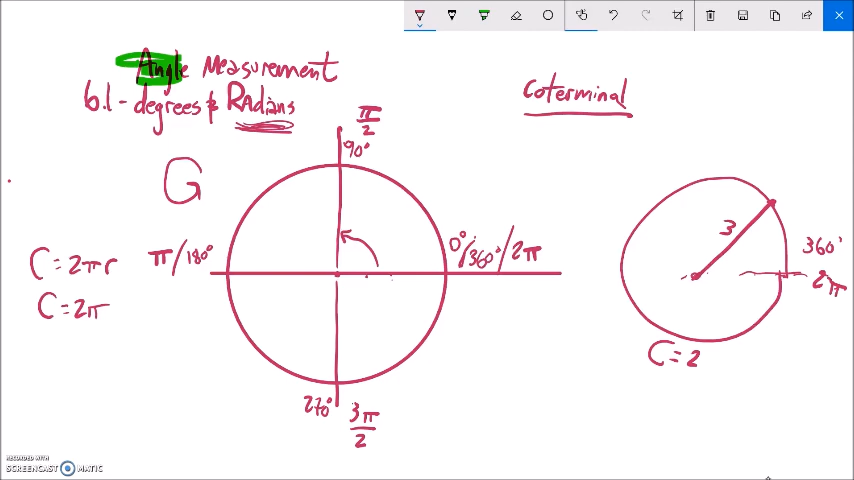 Angle Measurement
6.1 - degrees & RAdians
Coterminal
π/2
90°
G
3
π/180°
0°/360°/2π
360°
2π
C = 2πr
C = 2π
C = 2
270°
3π/2
RECORDED WITH
SCREENCAST MATIC